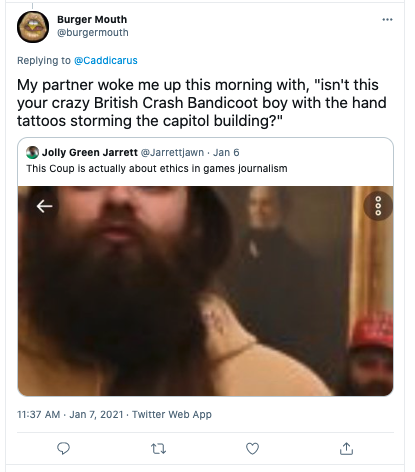 Burger Mouth
@burgermouth
Replying to @Caddicarus
My partner woke me up this morning with, "isn't this
your crazy British Crash Bandicoot boy with the hand
tattoos storming the capitol building?"
Jolly Green Jarrett @Jarrettjawn · Jan 6
This Coup is actually about ethics in games journalism
11:37 AM · Jan 7, 2021 · Twitter Web App